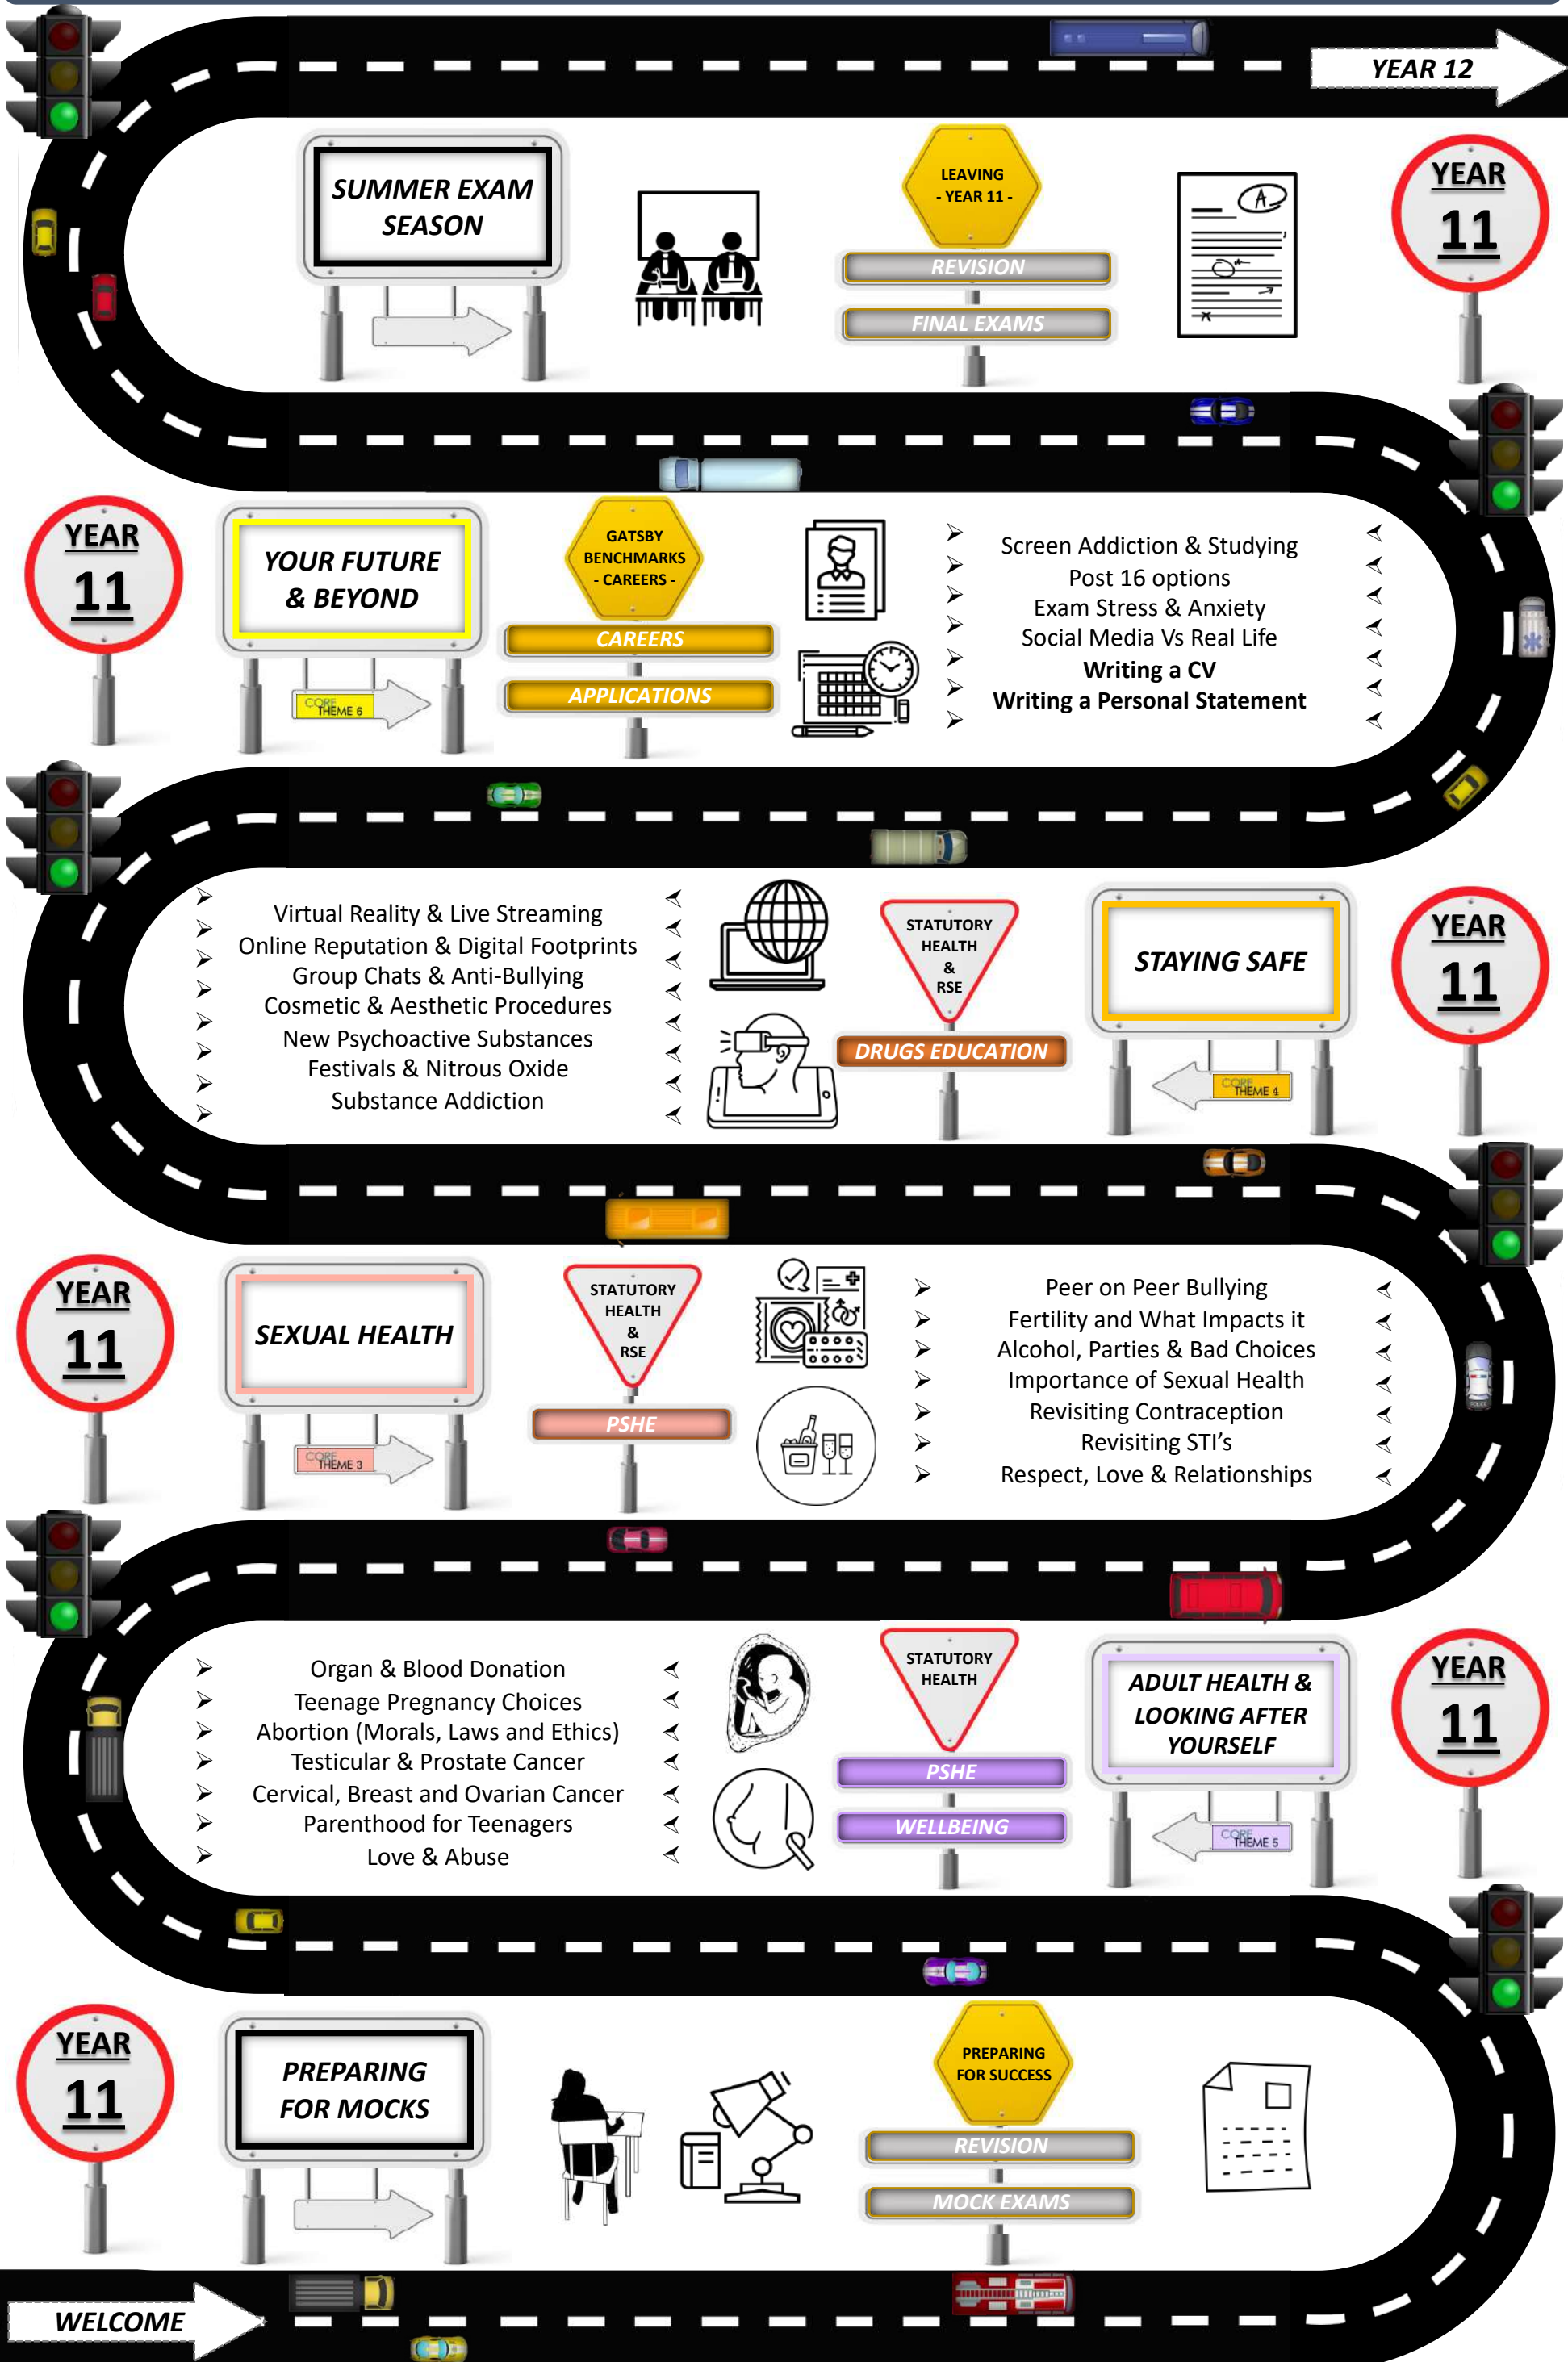 YEAR 12
SUMMER EXAM
SEASON
LEAVING
- YEAR 11 -
REVISION
FINAL EXAMS
A
YEAR
11
YEAR
11
YOUR FUTURE
& BEYOND
CORE
THEME 6
GATSBY
BENCHMARKS
- CAREERS -
CAREERS
APPLICATIONS
Screen Addiction & Studying
Post 16 options
Exam Stress & Anxiety
Social Media Vs Real Life
Writing a CV
Writing a Personal Statement
Virtual Reality & Live Streaming
Online Reputation & Digital Footprints
Group Chats & Anti-Bullying
Cosmetic & Aesthetic Procedures
New Psychoactive Substances
Festivals & Nitrous Oxide
Substance Addiction
STATUTORY
HEALTH
&
RSE
DRUGS EDUCATION
STAYING SAFE
CORE
THEME 4
YEAR
11
YEAR
11
SEXUAL HEALTH
CORE
THEME 3
STATUTORY
HEALTH
&
RSE
PSHE
Peer on Peer Bullying
Fertility and What Impacts it
Alcohol, Parties & Bad Choices
Importance of Sexual Health
Revisiting Contraception
Revisiting STI's
Respect, Love & Relationships
POLICE
Organ & Blood Donation
Teenage Pregnancy Choices
Abortion (Morals, Laws and Ethics)
Testicular & Prostate Cancer
Cervical, Breast and Ovarian Cancer
Parenthood for Teenagers
Love & Abuse
STATUTORY
HEALTH
PSHE
WELLBEING
ADULT HEALTH &
LOOKING AFTER
YOURSELF
CORE
THEME 5
YEAR
11
YEAR
11
PREPARING
FOR MOCKS
PREPARING
FOR SUCCESS
REVISION
MOCK EXAMS
WELCOME